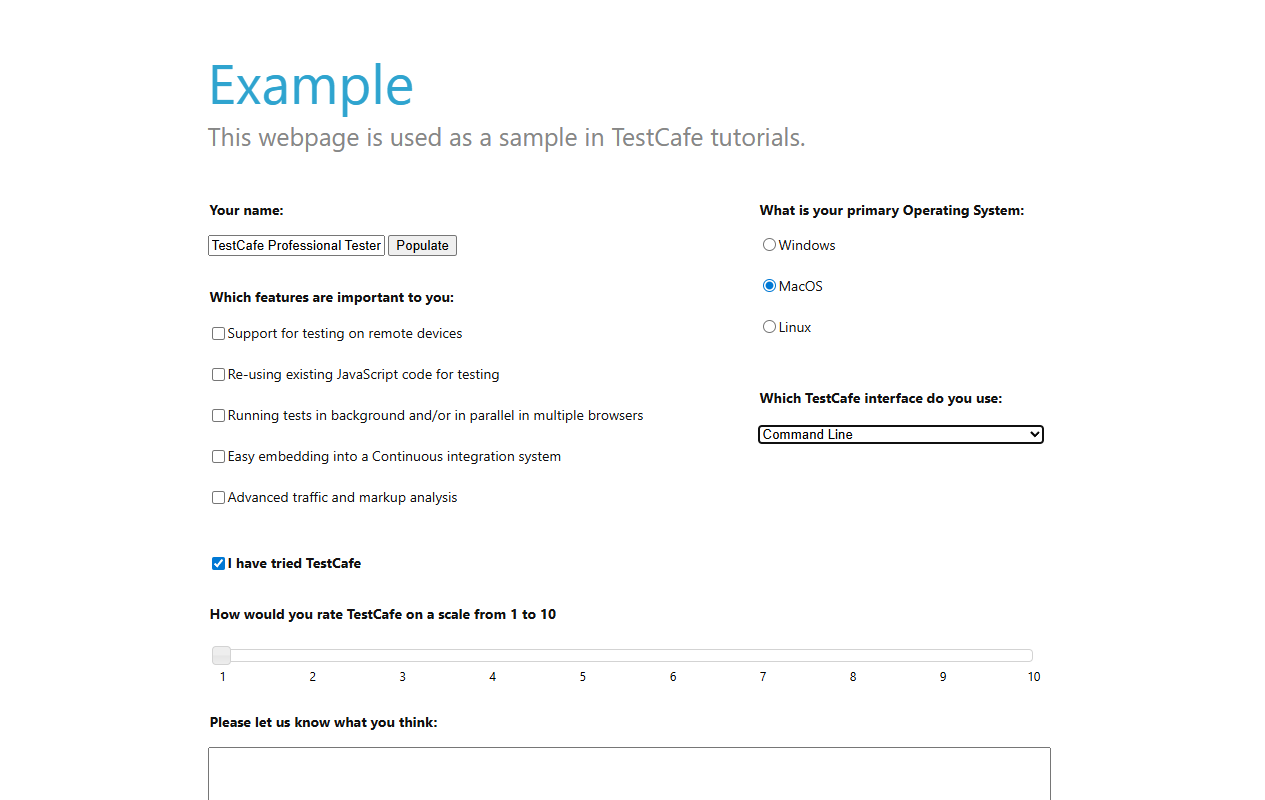 Example
This webpage is used as a sample in TestCafe tutorials.
Your name:
TestCafe Professional Tester
Populate
Which features are important to you:
Support for testing on remote devices
Re-using existing JavaScript code for testing
Running tests in background and/or in parallel in multiple browsers
Easy embedding into a Continuous integration system
Advanced traffic and markup analysis
What is your primary Operating System:
Windows
MacOS
Linux
Which TestCafe interface do you use:
Command Line
I have tried TestCafe
How would you rate TestCafe on a scale from 1 to 10
1 2 3 4 5 6 7 8 9 10
Please let us know what you think: